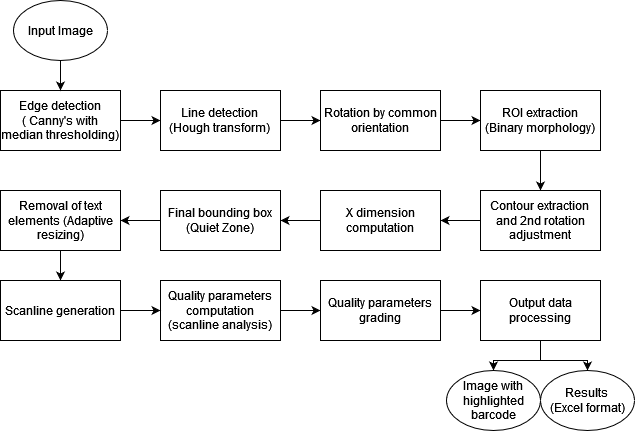 Input Image
Edge detection
( Canny's with
median thresholding)
Line detection
(Hough transform)
Rotation by common
orientation
ROI extraction
(Binary morphology)
Contour extraction
and 2nd rotation
adjustment
X dimension
computation
Final bounding box
(Quiet Zone)
Removal of text
elements (Adaptive
resizing)
Scanline generation
Quality parameters
computation
(scanline analysis)
Quality parameters
grading
Output data
processing
Image with
highlighted
barcode
Results
(Excel format)